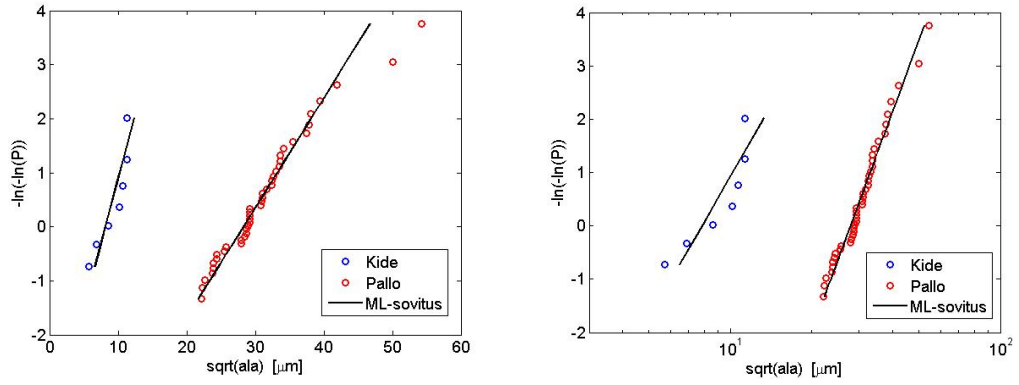 4
3
2
1
0
-1
-2
-ln(-ln(P))
0 10 20 30 40 50 60
sqrt(ala) [μm]
Kide
Pallo
ML-sovitus
4
3
2
1
0
-1
-2
-ln(-ln(P))
10¹ 10²
sqrt(ala) [μm]
Kide
Pallo
ML-sovitus